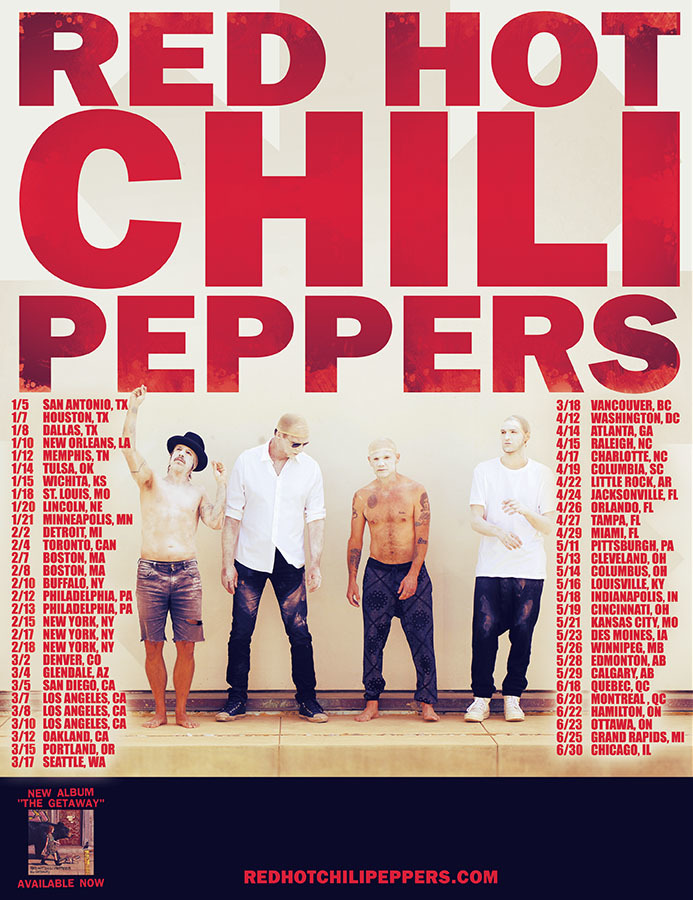 RED HOT
CHILI
PEPPERS
1/5 SAN ANTONIO, TX
1/7 HOUSTON, TX
1/8 DALLAS, TX
1/10 NEW ORLEANS, LA
1/12 MEMPHIS, TN
1/14 TULSA, OK
1/15 WICHITA, KS
1/18 ST. LOUIS, MO
1/20 LINCOLN, NE
1/21 MINNEAPOLIS, MN
2/2 DETROIT, MI
2/4 TORONTO, CAN
2/7 BOSTON, MA
2/8 BOSTON, MA
2/10 BUFFALO, NY
2/12 PHILADELPHIA, PA
2/13 PHILADELPHIA, PA
2/15 NEW YORK, NY
2/17 NEW YORK, NY
2/18 NEW YORK, NY
3/2 DENVER, CO
3/4 GLENDALE, AZ
3/5 SAN DIEGO, CA
3/7 LOS ANGELES, CA
3/8 LOS ANGELES, CA
3/10 LOS ANGELES, CA
3/12 OAKLAND, CA
3/15 PORTLAND, OR
3/17 SEATTLE, WA
3/18 VANCOUVER, BC
4/12 WASHINGTON, DC
4/14 ATLANTA, GA
4/15 RALEIGH, NC
4/17 CHARLOTTE, NC
4/19 COLUMBIA, SC
4/22 LITTLE ROCK, AR
4/24 JACKSONVILLE, FL
4/26 ORLANDO, FL
4/27 TAMPA, FL
4/29 MIAMI, FL
5/11 PITTSBURGH, PA
5/13 CLEVELAND, OH
5/14 COLUMBUS, OH
5/16 LOUISVILLE, KY
5/18 INDIANAPOLIS, IN
5/19 CINCINNATI, OH
5/21 KANSAS CITY, MO
5/23 DES MOINES, IA
5/26 WINNIPEG, MB
5/28 EDMONTON, AB
5/29 CALGARY, AB
6/18 QUEBEC, QC
6/20 MONTREAL , QC
6/22 HAMILTON, ON
6/23 OTTAWA, ON
6/25 GRAND RAPIDS, MI
6/30 CHICAGO, IL
NEW ALBUM
"THE GETAWAY"
AVAILABLE NOW
REDHOTCHILIPEPPERS.COM